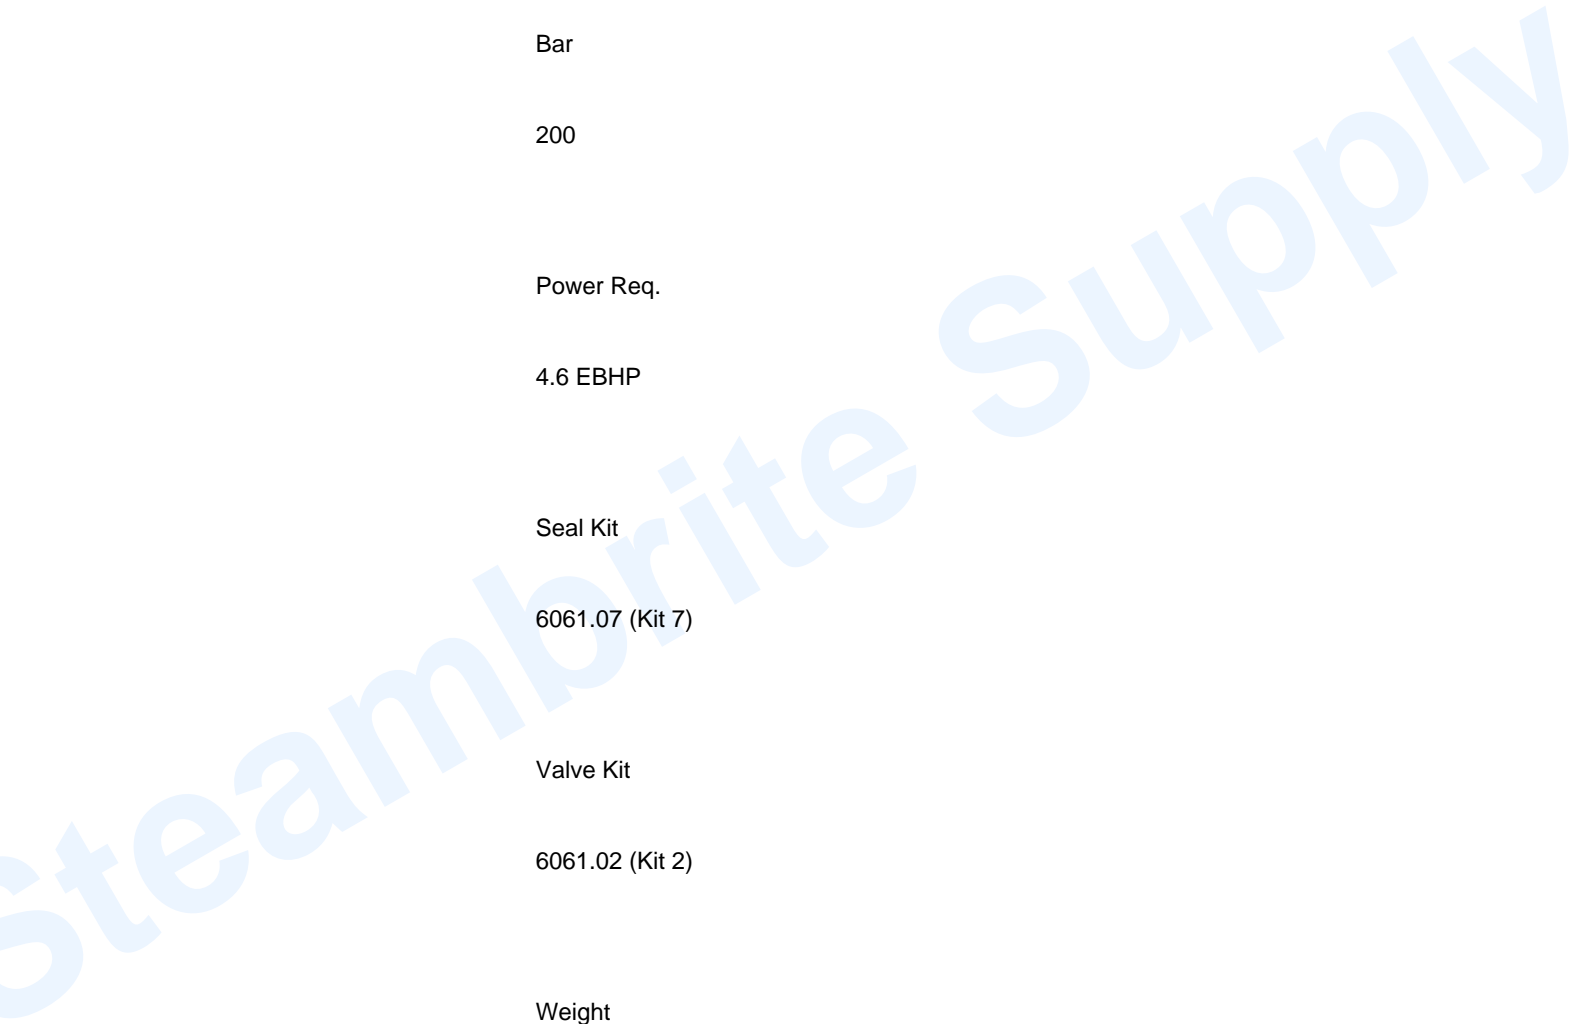 Bar
200
Power Req.
4.6 EBHP
Seal Kit
6061.07 (Kit 7)
Valve Kit
6061.02 (Kit 2)
Weight
Steambrite Supply